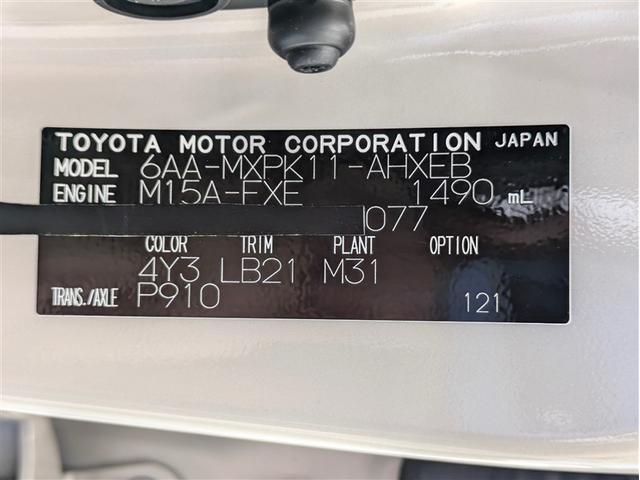 TOYOTA MOTOR CORPORATION JAPAN
MODEL 6AA-MXPK11-AHXEB
ENGINE M15A-FXE 1490 mL
077
COLOR TRIM PLANT OPTION
4Y3 LB21 M31
TRANS./AXLE P910 121